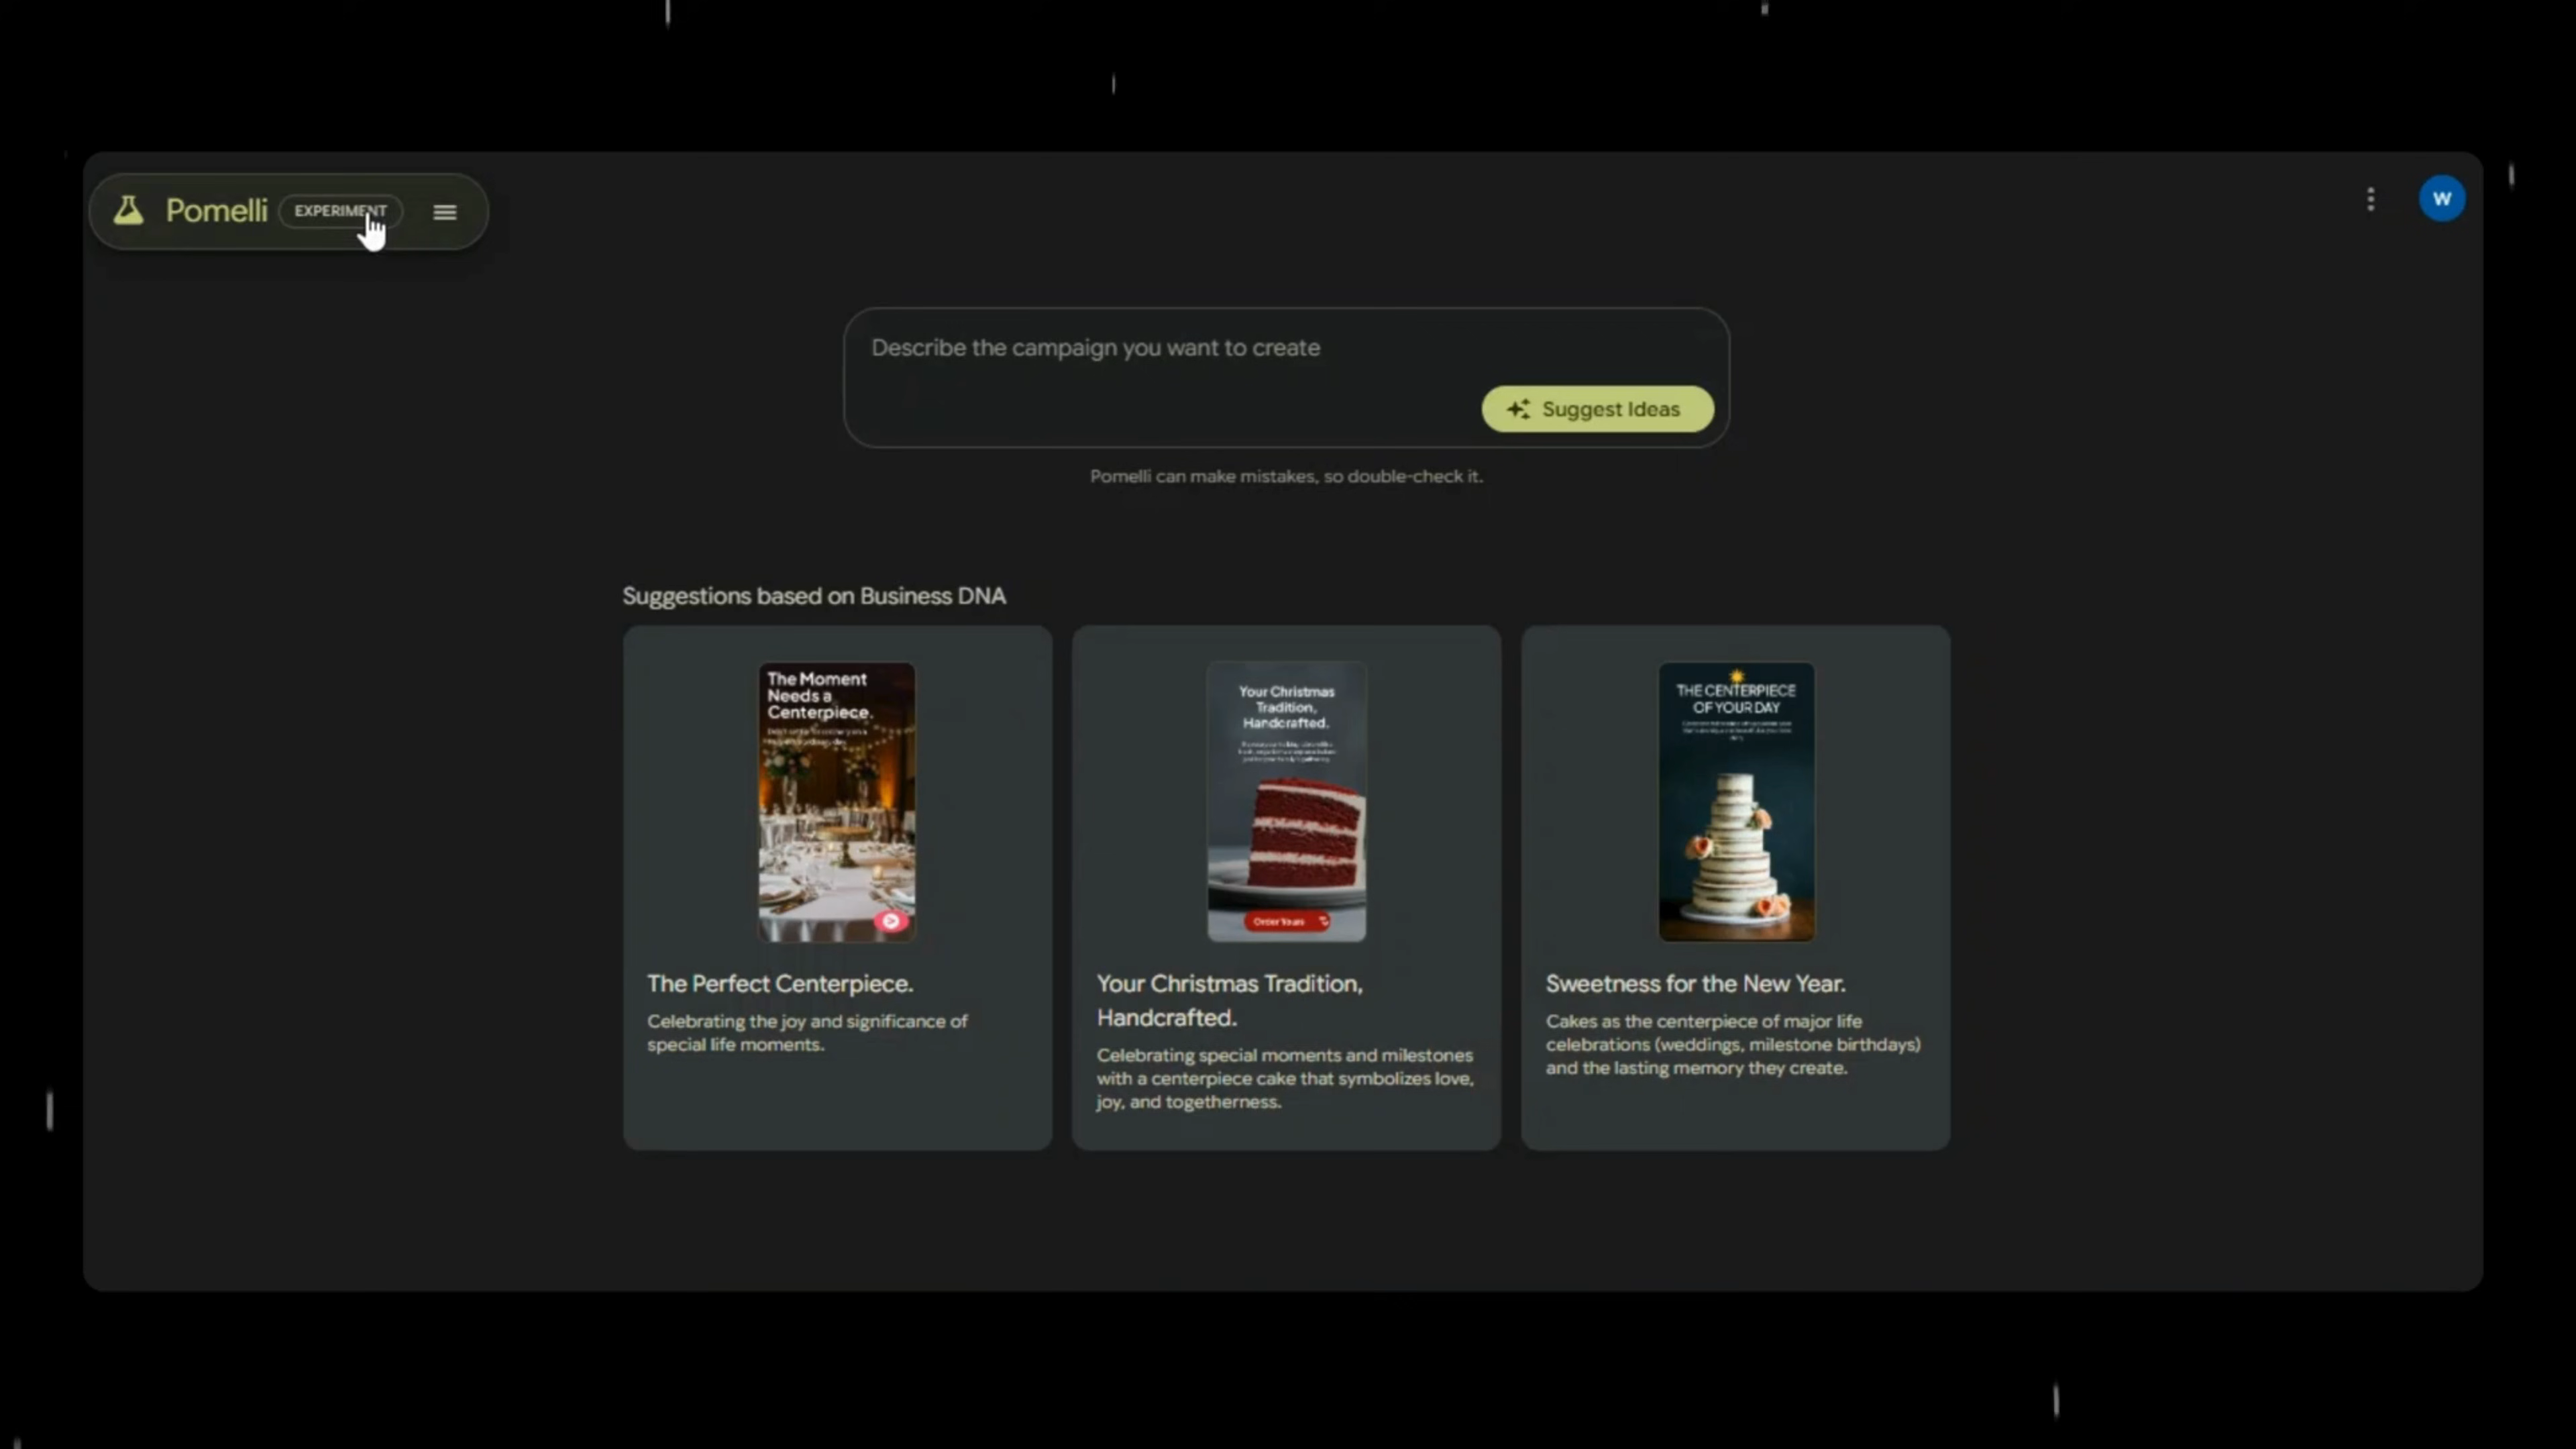 Pomelli EXPERIMENT
W
Describe the campaign you want to create
Suggest Ideas
Pomelli can make mistakes, so double-check it.
Suggestions based on Business DNA
The Moment
Needs a
Centerpiece.
The Perfect Centerpiece.
Celebrating the joy and significance of
special life moments.
Your Christmas
Tradition,
Handcrafted.
Order Yours
Your Christmas Tradition,
Handcrafted.
Celebrating special moments and milestones
with a centerpiece cake that symbolizes love,
joy, and togetherness.
THE CENTERPIECE
OF YOUR DAY
Sweetness for the New Year.
Cakes as the centerpiece of major life
celebrations (weddings, milestone birthdays)
and the lasting memory they create.